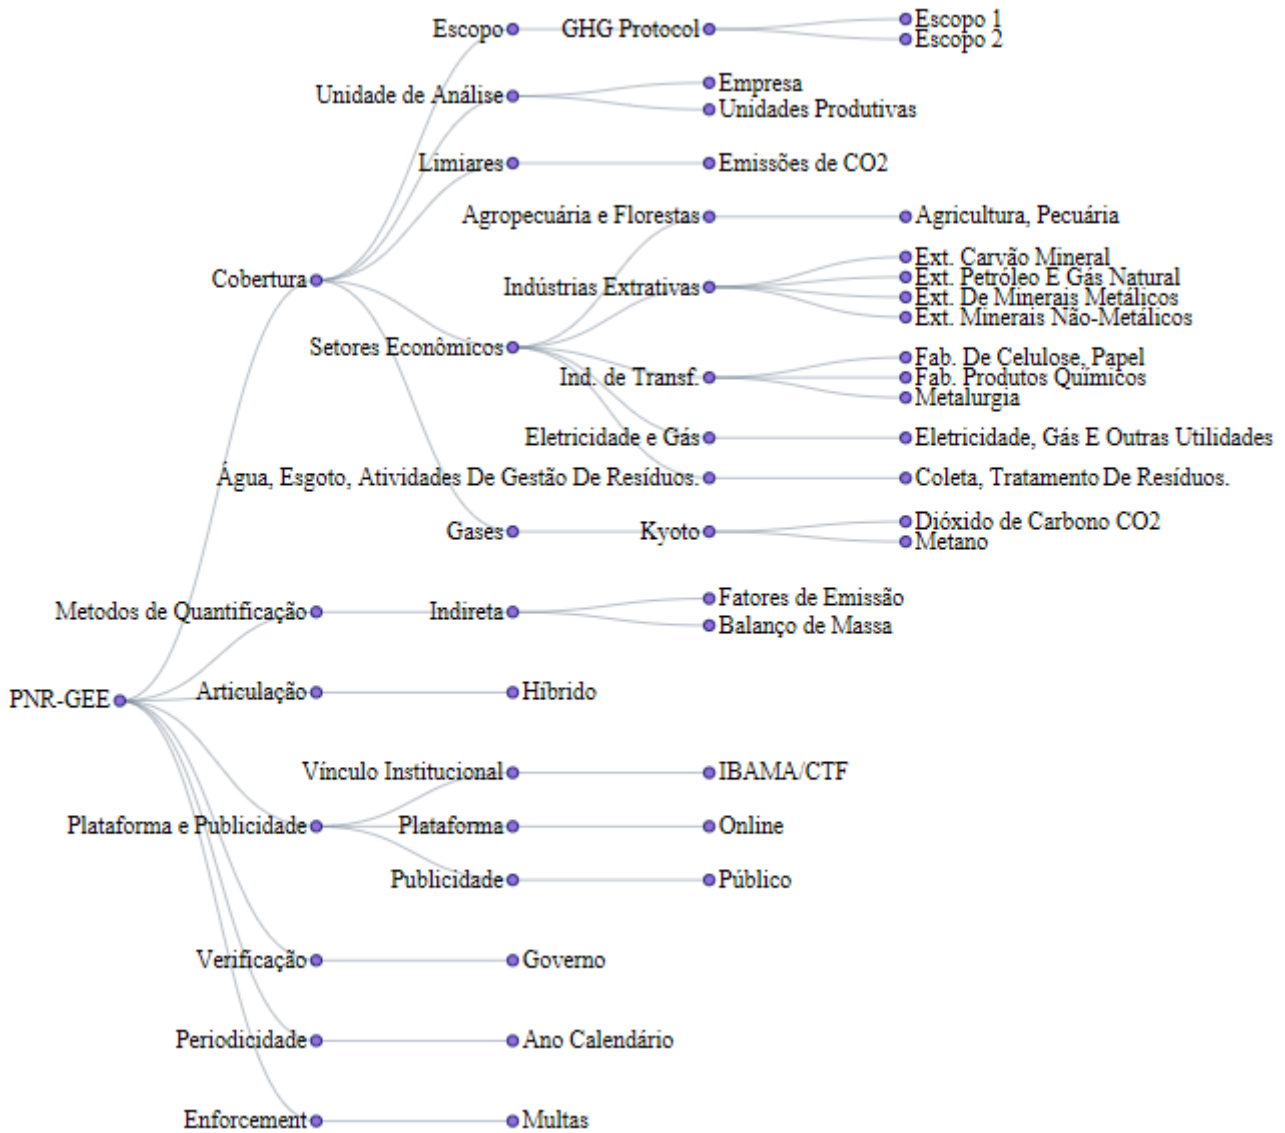 Escopo
GHG Protocol
Escopo 1
Escopo 2
Unidade de Análise
Empresa
Unidades Produtivas
Limiares
Emissões de CO2
Agropecuária e Florestas
Agricultura, Pecuária
Cobertura
Indústrias Extrativas
Ext. Carvão Mineral
Ext. Petróleo E Gás Natural
Ext. De Minerais Metálicos
Ext. Minerais Não-Metálicos
Setores Econômicos
Ind. de Transf.
Fab. De Celulose, Papel
Fab. Produtos Químicos
Metalurgia
Eletricidade e Gás
Eletricidade, Gás E Outras Utilidades
Água, Esgoto, Atividades De Gestão De Resíduos.
Coleta, Tratamento De Resíduos.
Gases
Kyoto
Dióxido de Carbono CO2
Metano
Metodos de Quantificação
Indireta
Fatores de Emissão
Balanço de Massa
PNR-GEE
Articulação
Híbrido
Vínculo Institucional
IBAMA/CTF
Plataforma e Publicidade
Plataforma
Online
Publicidade
Público
Verificação
Governo
Periodicidade
Ano Calendário
Enforcement
Multas